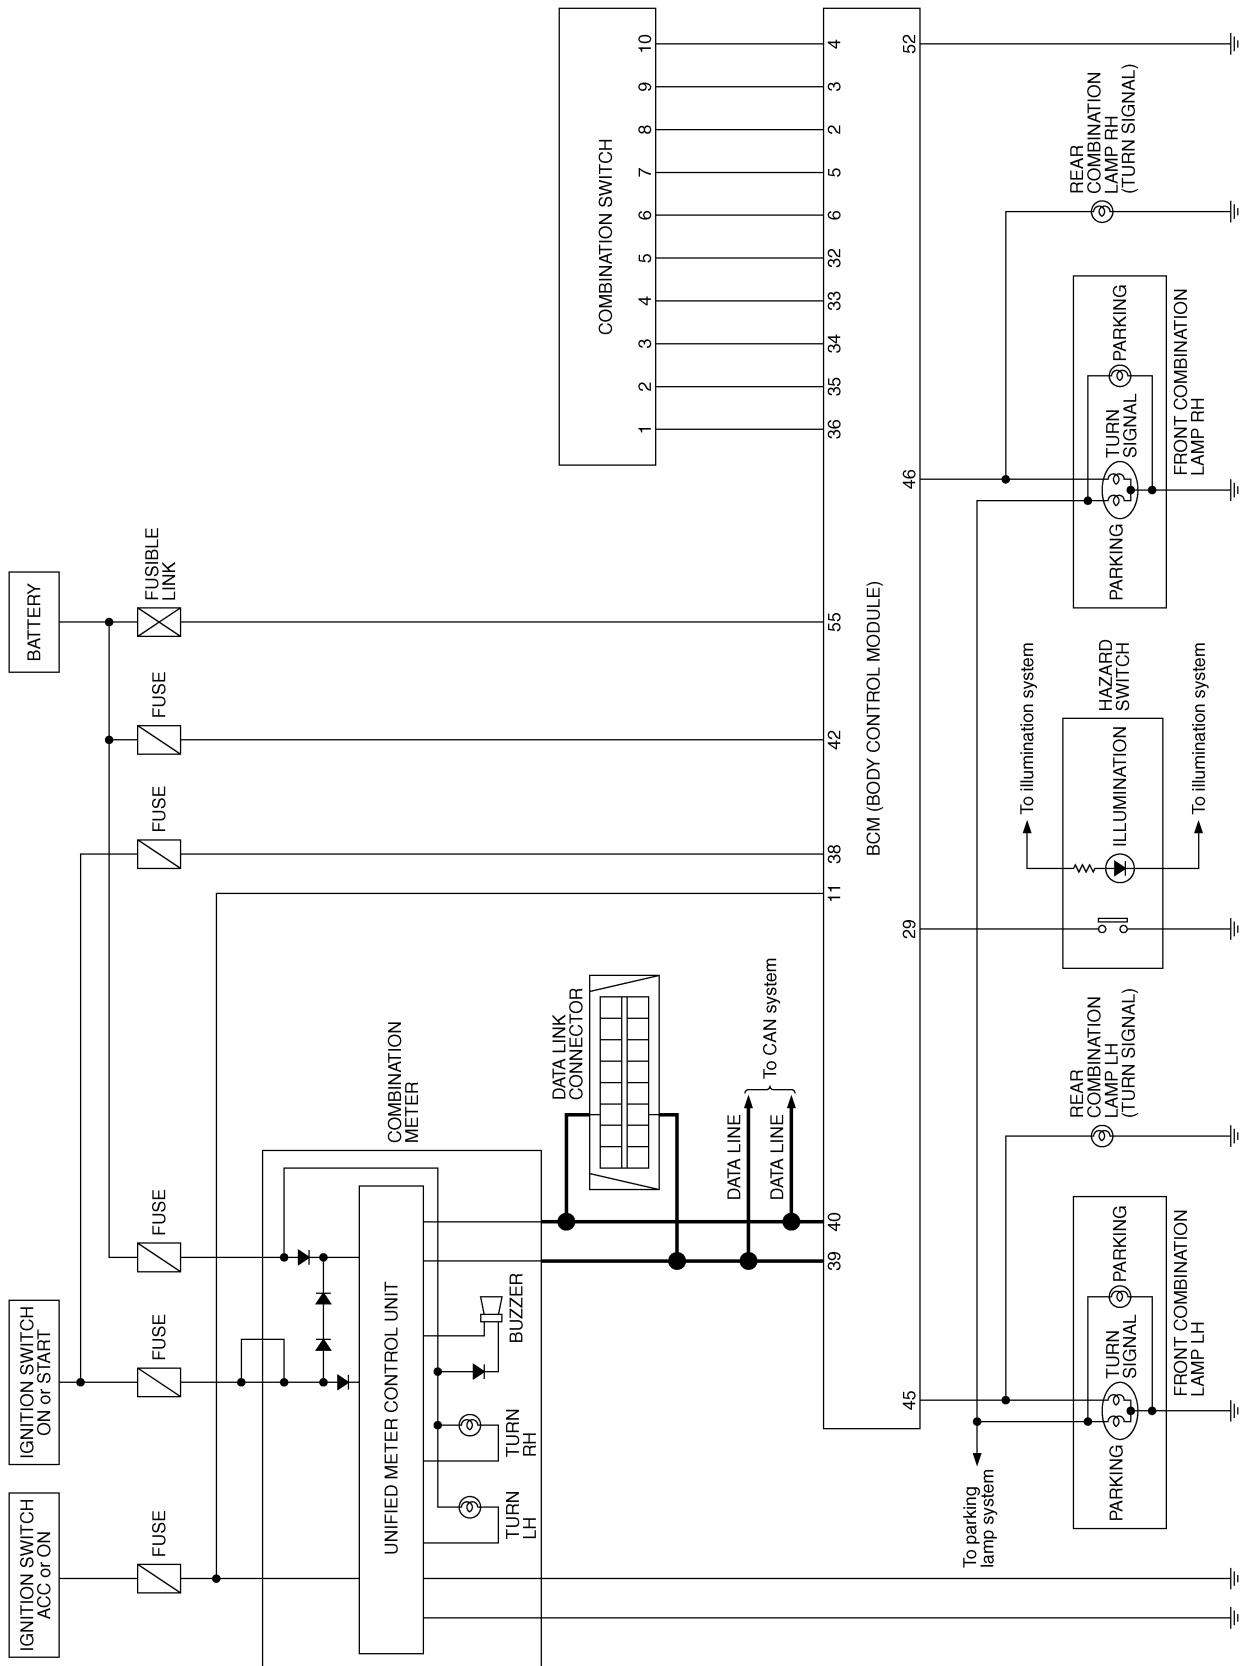 IGNITION SWITCH
ACC or ON
IGNITION SWITCH
ON or START
BATTERY
FUSE
FUSE
FUSE
FUSE
FUSE
FUSIBLE
LINK
COMBINATION
METER
UNIFIED METER CONTROL UNIT
TURN
LH
TURN
RH
BUZZER
DATA LINK
CONNECTOR
DATA LINE
DATA LINE
To CAN system
COMBINATION SWITCH
1
2
3
4
5
6
7
8
9
10
39
40
11
38
42
55
36
35
34
33
32
6
5
2
3
4
BCM (BODY CONTROL MODULE)
45
29
46
52
To parking
lamp system
PARKING
TURN
SIGNAL
PARKING
FRONT COMBINATION
LAMP LH
REAR
COMBINATION
LAMP LH
(TURN SIGNAL)
To illumination system
ILLUMINATION
To illumination system
HAZARD
SWITCH
PARKING
TURN
SIGNAL
PARKING
FRONT COMBINATION
LAMP RH
REAR
COMBINATION
LAMP RH
(TURN SIGNAL)